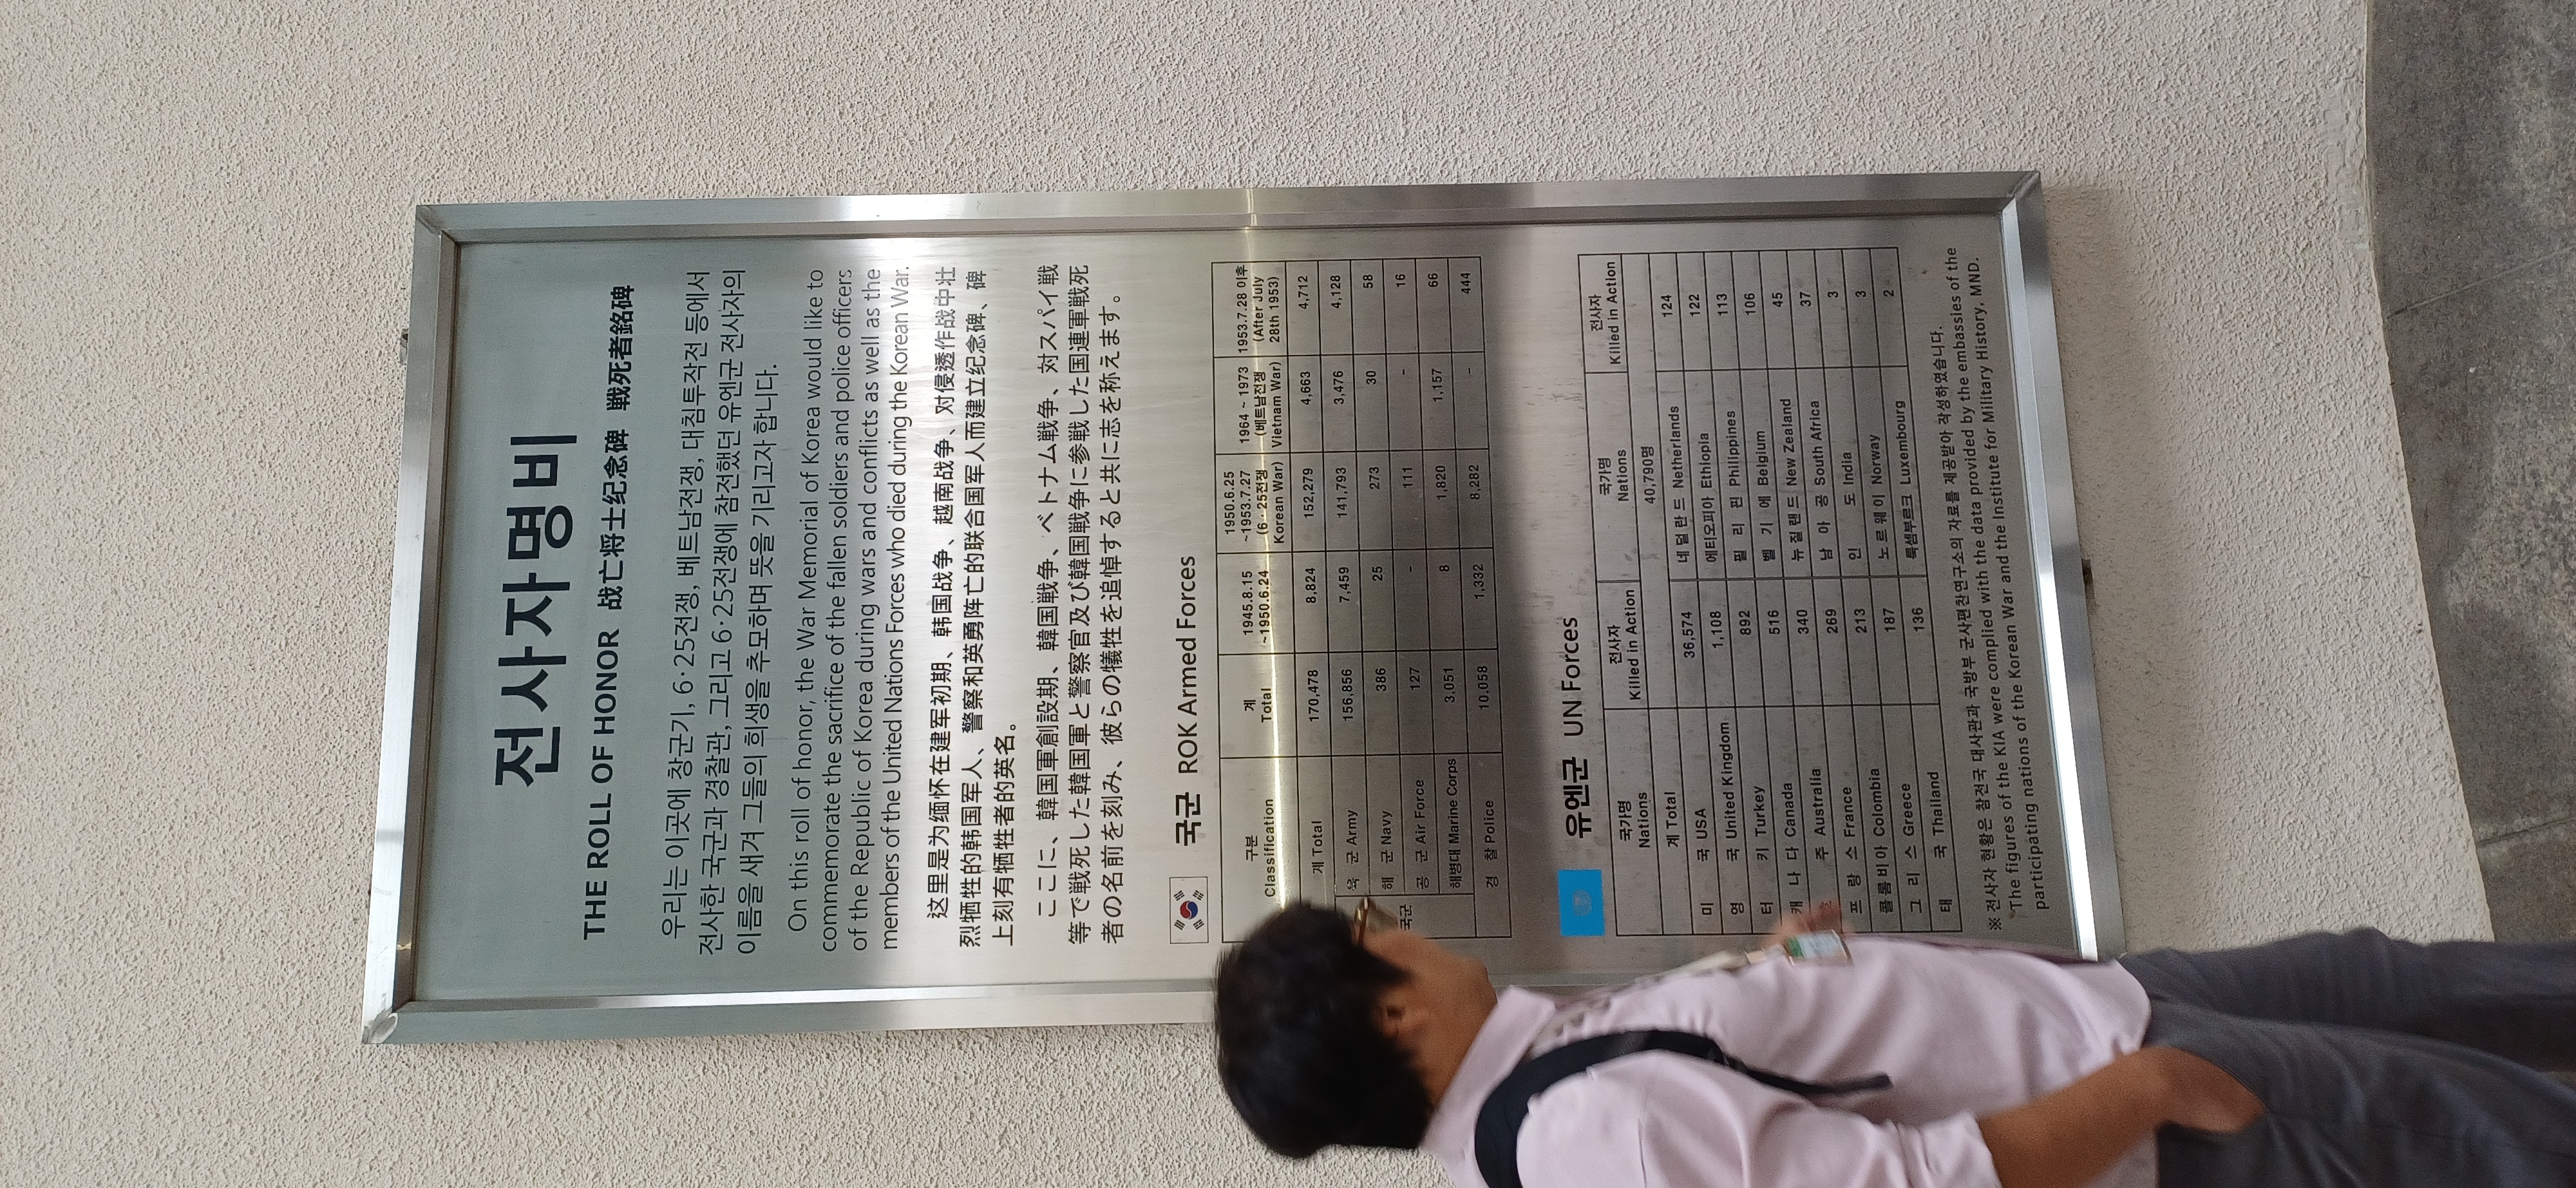 전사자명비
THE ROLL OF HONOR 战亡将士纪念碑 戦死者銘碑
우리는 이곳에 창군기, 6·25전쟁, 베트남전쟁, 대침투작전 등에서
전사한 국군과 경찰관, 그리고 6·25전쟁에 참전했던 유엔군 전사자의
이름을 새겨 그들의 희생을 추모하며 뜻을 기리고자 합니다.
On this roll of honor, the War Memorial of Korea would like to
commemorate the sacrifice of the fallen soldiers and police officers
of the Republic of Korea during wars and conflicts as well as the
members of the United Nations Forces who died during the Korean War.
这里是为缅怀在建军初期、韩国战争、越南战争、对侵透作战中壮
烈牺牲的韩国军人、警察和英勇阵亡的联合国军人而建立纪念碑、碑
上刻有牺牲者的英名。
ここに、韓国軍創設期、韓国戦争、ベトナム戦争、対スパイ戦
等で戦死した韓国軍と警察官及び韓国戦争に参戦した国連軍戦死
者の名前を刻み、彼らの犠牲を追悼すると共に志を称えます。
국군 ROK Armed Forces
구분 계 1945.8.15 1950.6.25 1964 ~ 1973 1953.7.28 이후
Classification Total ~1950.6.24 ~1953.7.27 (베트남전쟁 (After July
(6·25전쟁 Vietnam War) 28th 1953)
Korean War)
계 Total 170,478 8,824 152,279 4,663 4,712
육 군 Army 156,856 7,459 141,793 3,476 4,128
해 군 Navy 386 25 273 30 58
국군 공 군 Air Force 127 - 111 - 16
해병대 Marine Corps 3,051 8 1,820 1,157 66
경 찰 Police 10,058 1,332 8,282 - 444
유엔군 UN Forces
국가명 전사자 국가명 전사자
Nations Killed in Action Nations Killed in Action
계 Total 40,790명
미 국 USA 36,574 네 덜 란 드 Netherlands 124
영 국 United Kingdom 1,108 에티오피아 Ethiopia 122
터 키 Turkey 892 필 리 핀 Philippines 113
캐 나 다 Canada 516 벨 기 에 Belgium 106
호 주 Australia 340 뉴 질 랜 드 New Zealand 45
프 랑 스 France 269 남 아 공 South Africa 37
콜 롬 비 아 Colombia 213 인 도 India 3
그 리 스 Greece 187 노 르 웨 이 Norway 3
태 국 Thailand 136 룩셈부르크 Luxembourg 2
※ 전사자 현황은 참전국 대사관과 국방부 군사편찬연구소의 자료를 제공받아 작성하였습니다.
The figures of the KIA were complied with the data provided by the embassies of the
participating nations of the Korean War and the Institute for Military History, MND.